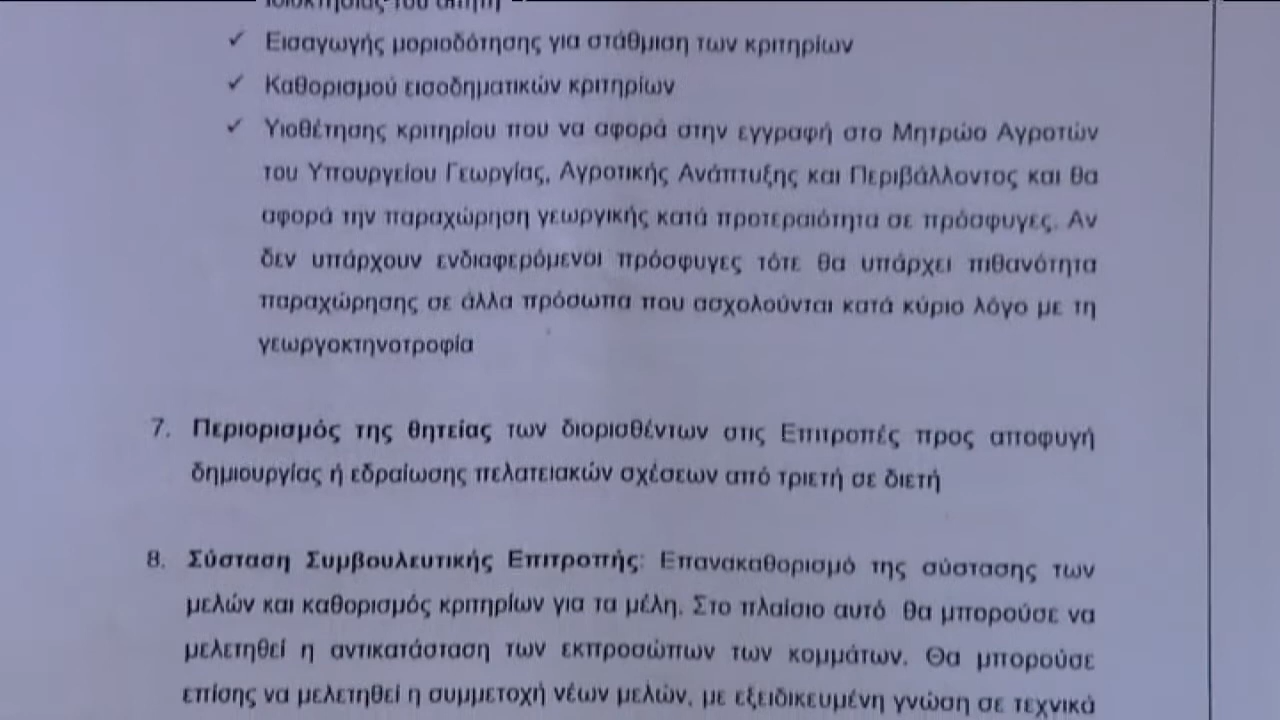 ιδιοκτησίας του σπιτιού
✓ Εισαγωγής μοριοδότησης για στάθμιση των κριτηρίων
✓ Καθορισμού εισοδηματικών κριτηρίων
✓ Υιοθέτησης κριτηρίου που να αφορά στην εγγραφή στο Μητρώο Αγροτών
του Υπουργείου Γεωργίας, Αγροτικής Ανάπτυξης και Περιβάλλοντος και θα
αφορά την παραχώρηση γεωργικής κατά προτεραιότητα σε πρόσφυγες. Αν
δεν υπάρχουν ενδιαφερόμενοι πρόσφυγες τότε θα υπάρχει πιθανότητα
παραχώρησης σε άλλα πρόσωπα που ασχολούνται κατά κύριο λόγο με τη
γεωργοκτηνοτροφία
7. Περιορισμός της θητείας των διορισθέντων στις Επιτροπές προς αποφυγή
δημιουργίας ή εδραίωσης πελατειακών σχέσεων από τριετή σε διετή
8. Σύσταση Συμβουλευτικής Επιτροπής: Επανακαθορισμό της σύστασης των
μελών και καθορισμός κριτηρίων για τα μέλη. Στο πλαίσιο αυτό θα μπορούσε να
μελετηθεί η αντικατάσταση των εκπροσώπων των κομμάτων. Θα μπορούσε
επίσης να μελετηθεί η συμμετοχή νέων μελών, με εξειδικευμένη γνώση σε τεχνικά